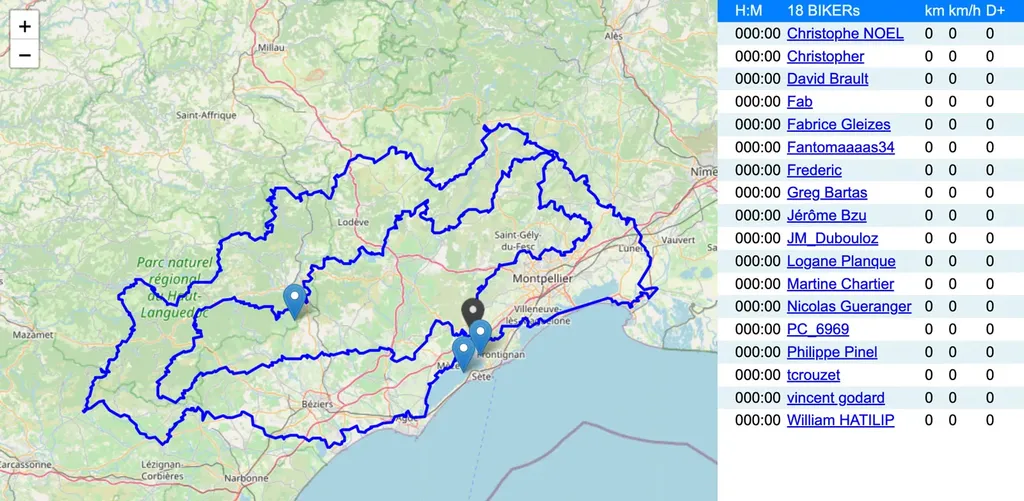 +
−
Millau
Alès
Saint-Affrique
Nîme
Lodève
Saint-Gély-
du-Fesc
Lunel
Vauvert
Sa
Parc naturel
régional
du Haut-
Languedoc
Montpellier
Villeneuve-
lès-Maguelone
Mazamet
Frontignan
Mèze
Sète
Béziers
Agde
Carcassonne
Lézignan-
Corbières
Narbonne
H:M 18 BIKERs km km/h D+
000:00 Christophe NOEL 0 0 0
000:00 Christopher 0 0 0
000:00 David Brault 0 0 0
000:00 Fab 0 0 0
000:00 Fabrice Gleizes 0 0 0
000:00 Fantomaaaas34 0 0 0
000:00 Frederic 0 0 0
000:00 Greg Bartas 0 0 0
000:00 Jérôme Bzu 0 0 0
000:00 JM_Dubouloz 0 0 0
000:00 Logane Planque 0 0 0
000:00 Martine Chartier 0 0 0
000:00 Nicolas Gueranger 0 0 0
000:00 PC_6969 0 0 0
000:00 Philippe Pinel 0 0 0
000:00 tcrouzet 0 0 0
000:00 vincent godard 0 0 0
000:00 William HATILIP 0 0 0